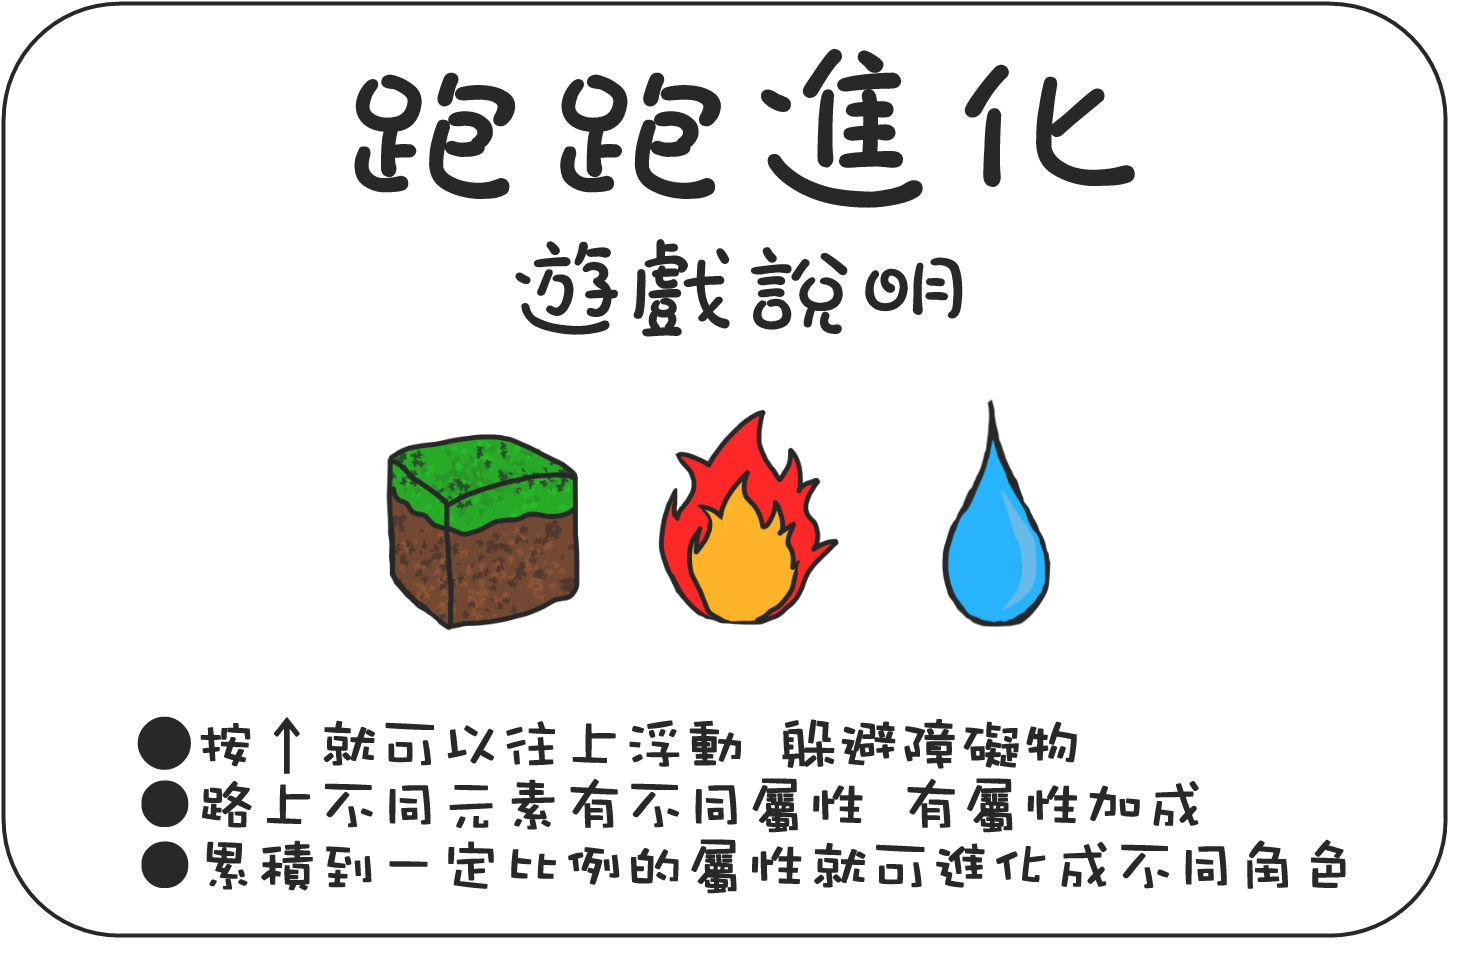 跑跑進化
遊戲說明
●按↑就可以往上浮動 躲避障礙物
●路上不同元素有不同屬性 有屬性加成
●累積到一定比例的屬性就可進化成不同角色